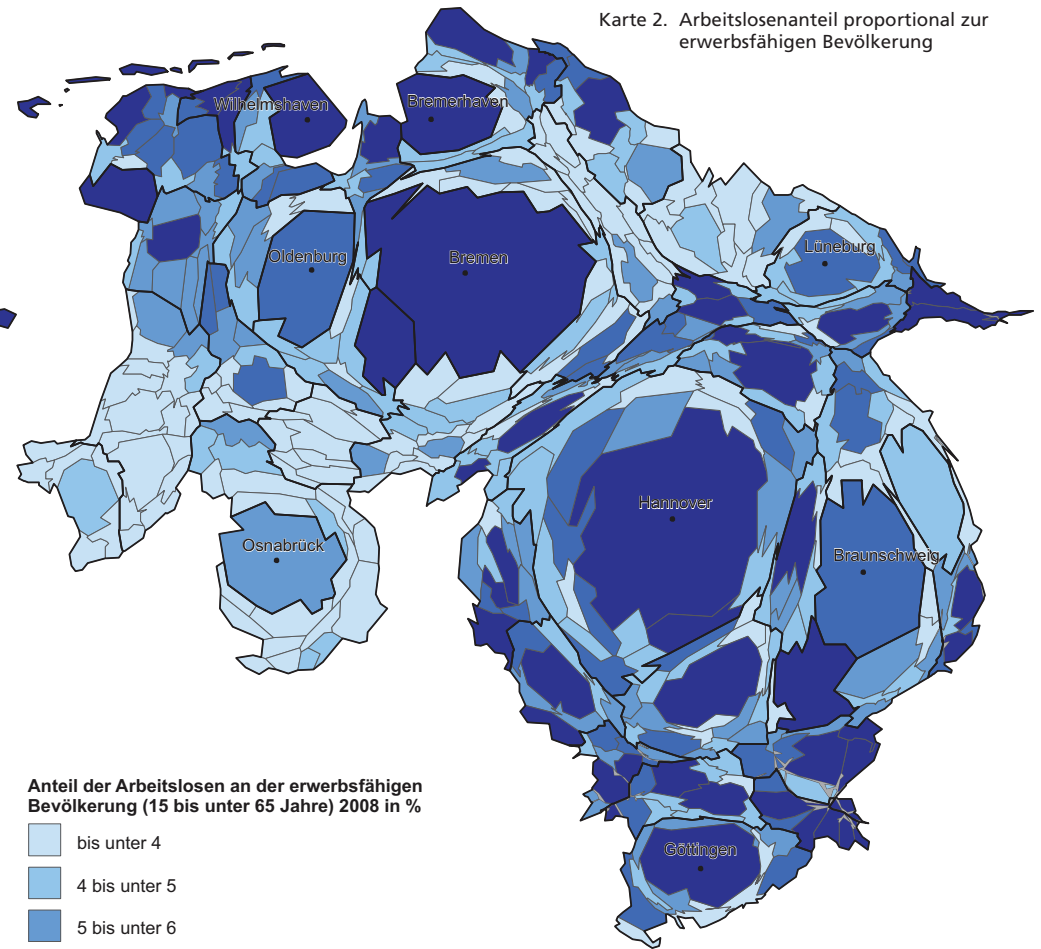 Karte 2. Arbeitslosenanteil proportional zur
erwerbsfähigen Bevölkerung
Wilhelmshaven
Bremerhaven
Oldenburg
Bremen
Lüneburg
Hannover
Osnabrück
Braunschweig
Göttingen
Anteil der Arbeitslosen an der erwerbsfähigen
Bevölkerung (15 bis unter 65 Jahre) 2008 in %
bis unter 4
4 bis unter 5
5 bis unter 6